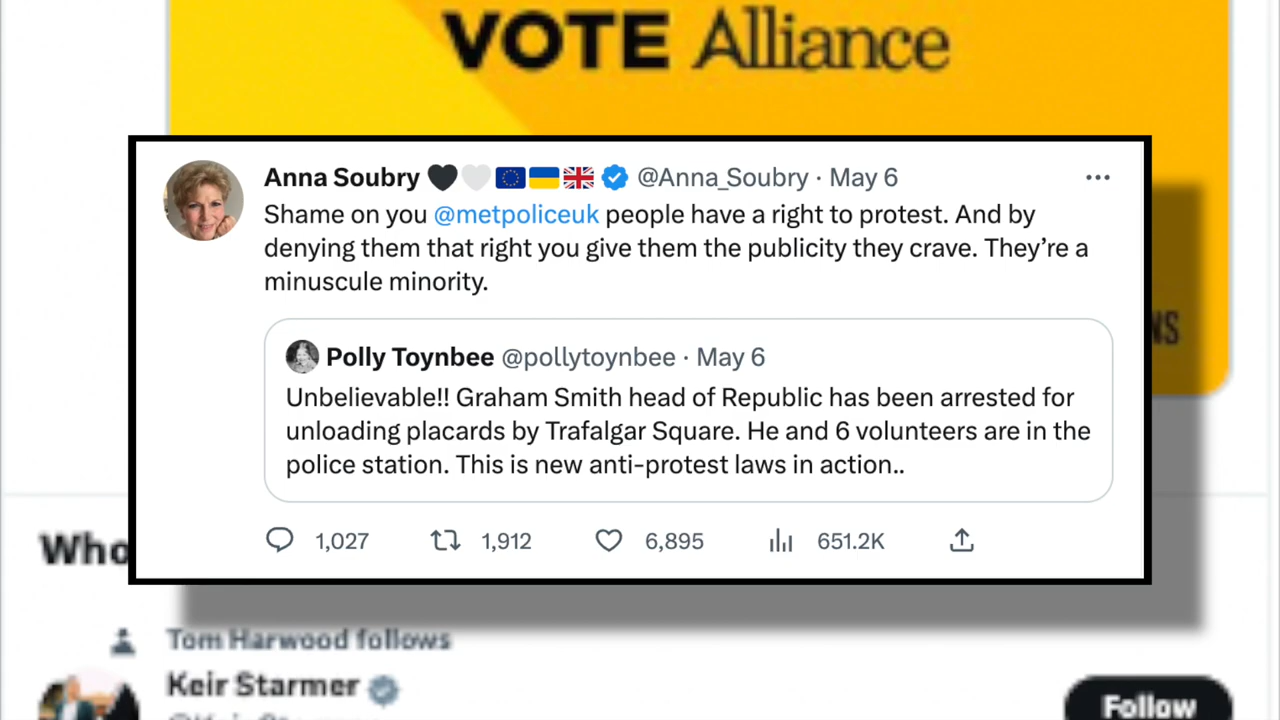 VOTE Alliance
Anna Soubry 🖤🤍🇪🇺🇺🇦🇬🇧 @Anna_Soubry · May 6
Shame on you @metpoliceuk people have a right to protest. And by
denying them that right you give them the publicity they crave. They’re a
minuscule minority.
Polly Toynbee @pollytoynbee · May 6
Unbelievable!! Graham Smith head of Republic has been arrested for
unloading placards by Trafalgar Square. He and 6 volunteers are in the
police station. This is new anti-protest laws in action..
1,027 1,912 6,895 651.2K
NS
Who
Tom Harwood follows
Keir Starmer
Follow